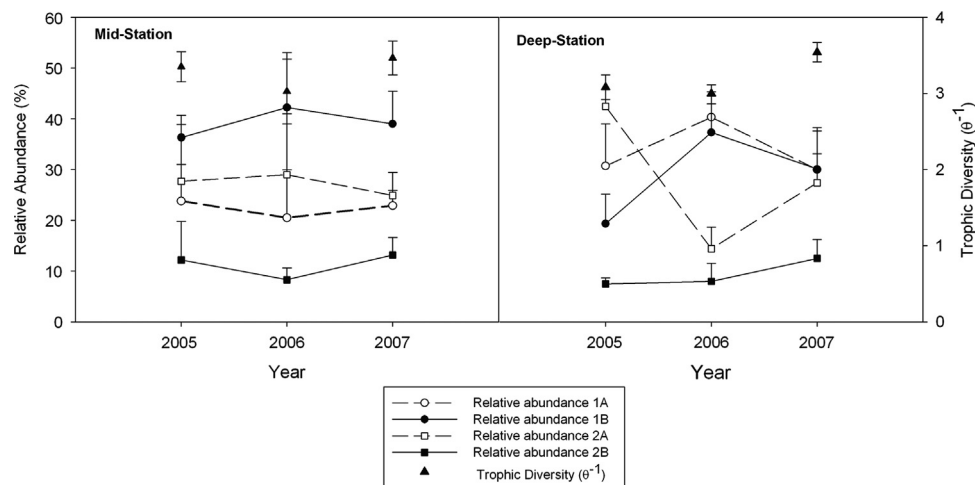 Mid-Station
Deep-Station
Relative Abundance (%)
60
50
40
30
20
10
0
4
3
2
1
0
Trophic Diversity (θ⁻¹)
2005 2006 2007
2005 2006 2007
Year
Year
Relative abundance 1A
Relative abundance 1B
Relative abundance 2A
Relative abundance 2B
Trophic Diversity (θ⁻¹)